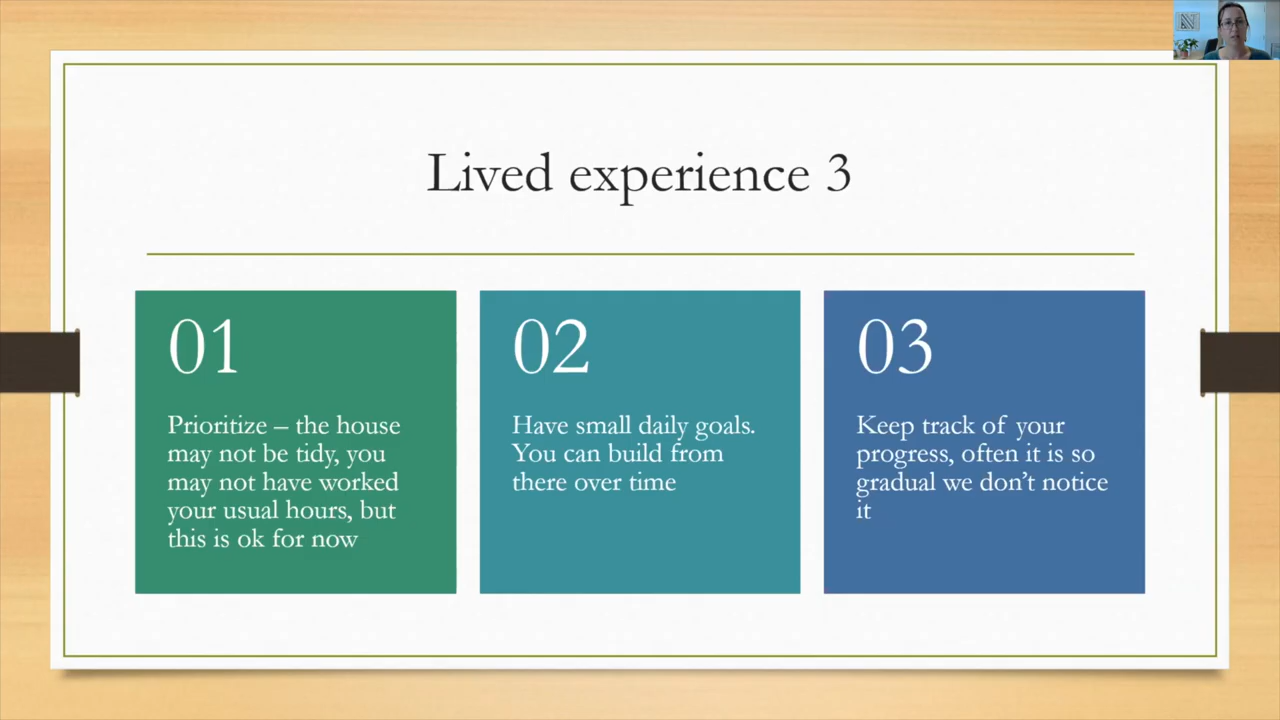 Lived experience 3
01
Prioritize – the house
may not be tidy, you
may not have worked
your usual hours, but
this is ok for now
02
Have small daily goals.
You can build from
there over time
03
Keep track of your
progress, often it is so
gradual we don’t notice
it